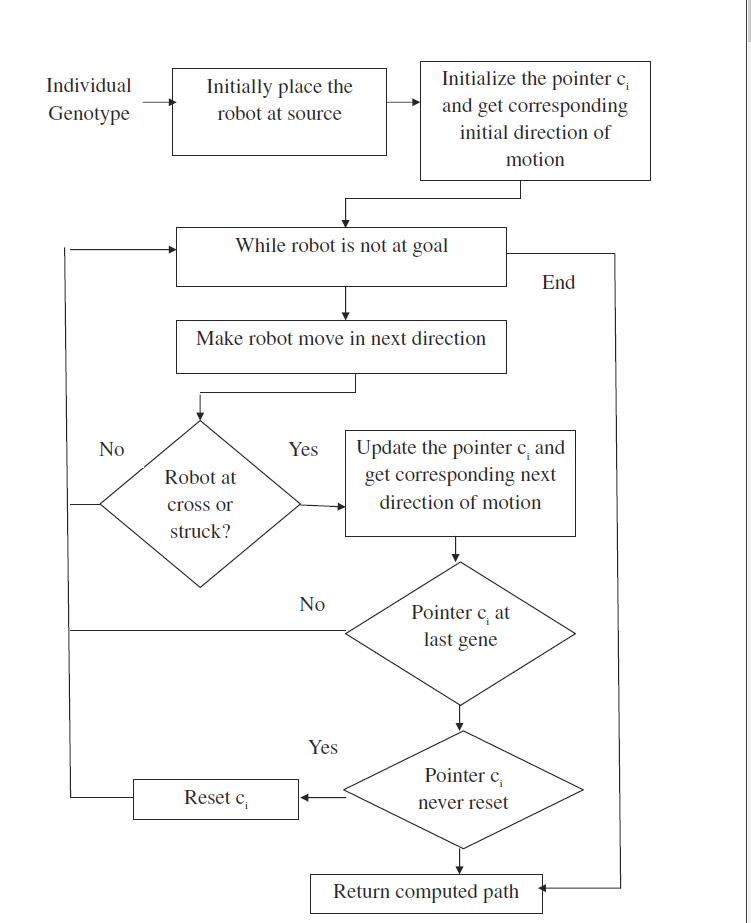 Individual
Genotype
Initially place the
robot at source
Initialize the pointer cᵢ
and get corresponding
initial direction of
motion
While robot is not at goal
End
Make robot move in next direction
No
Robot at
cross or
struck?
Yes
Update the pointer cᵢ and
get corresponding next
direction of motion
No
Pointer cᵢ at
last gene
Yes
Pointer cᵢ
never reset
Reset cᵢ
Return computed path